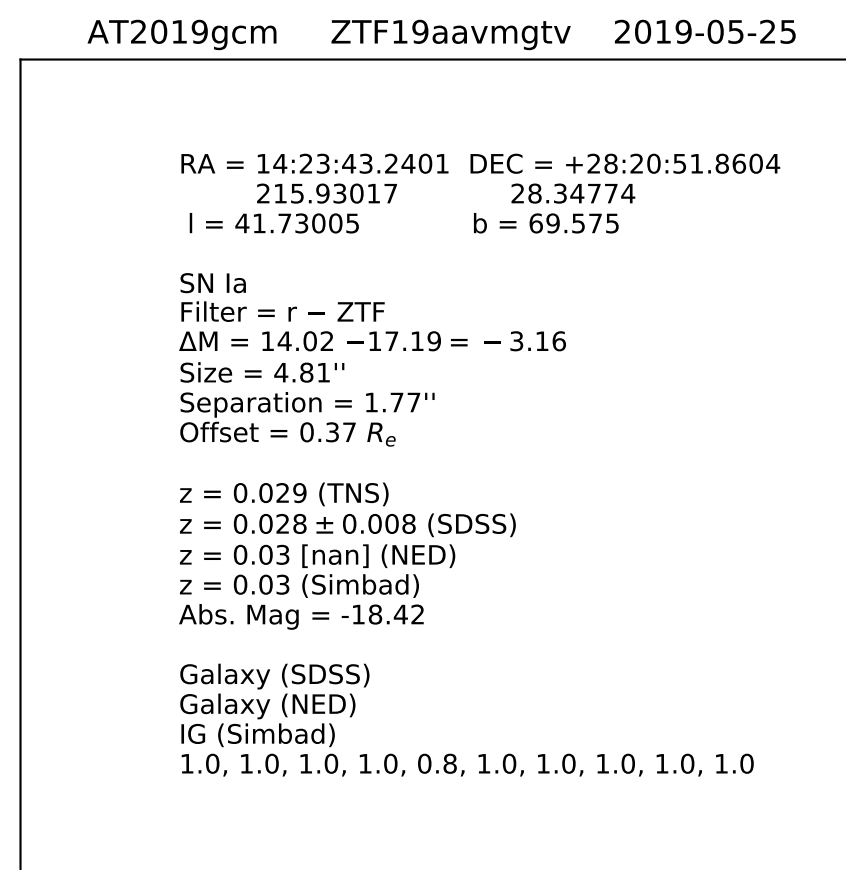 AT2019gcm ZTF19aavmgtv 2019-05-25
RA = 14:23:43.2401 DEC = +28:20:51.8604
215.93017 28.34774
l = 41.73005 b = 69.575
SN Ia
Filter = r − ZTF
ΔM = 14.02 −17.19 = − 3.16
Size = 4.81''
Separation = 1.77''
Offset = 0.37 Re
z = 0.029 (TNS)
z = 0.028 ± 0.008 (SDSS)
z = 0.03 [nan] (NED)
z = 0.03 (Simbad)
Abs. Mag = -18.42
Galaxy (SDSS)
Galaxy (NED)
IG (Simbad)
1.0, 1.0, 1.0, 1.0, 0.8, 1.0, 1.0, 1.0, 1.0, 1.0